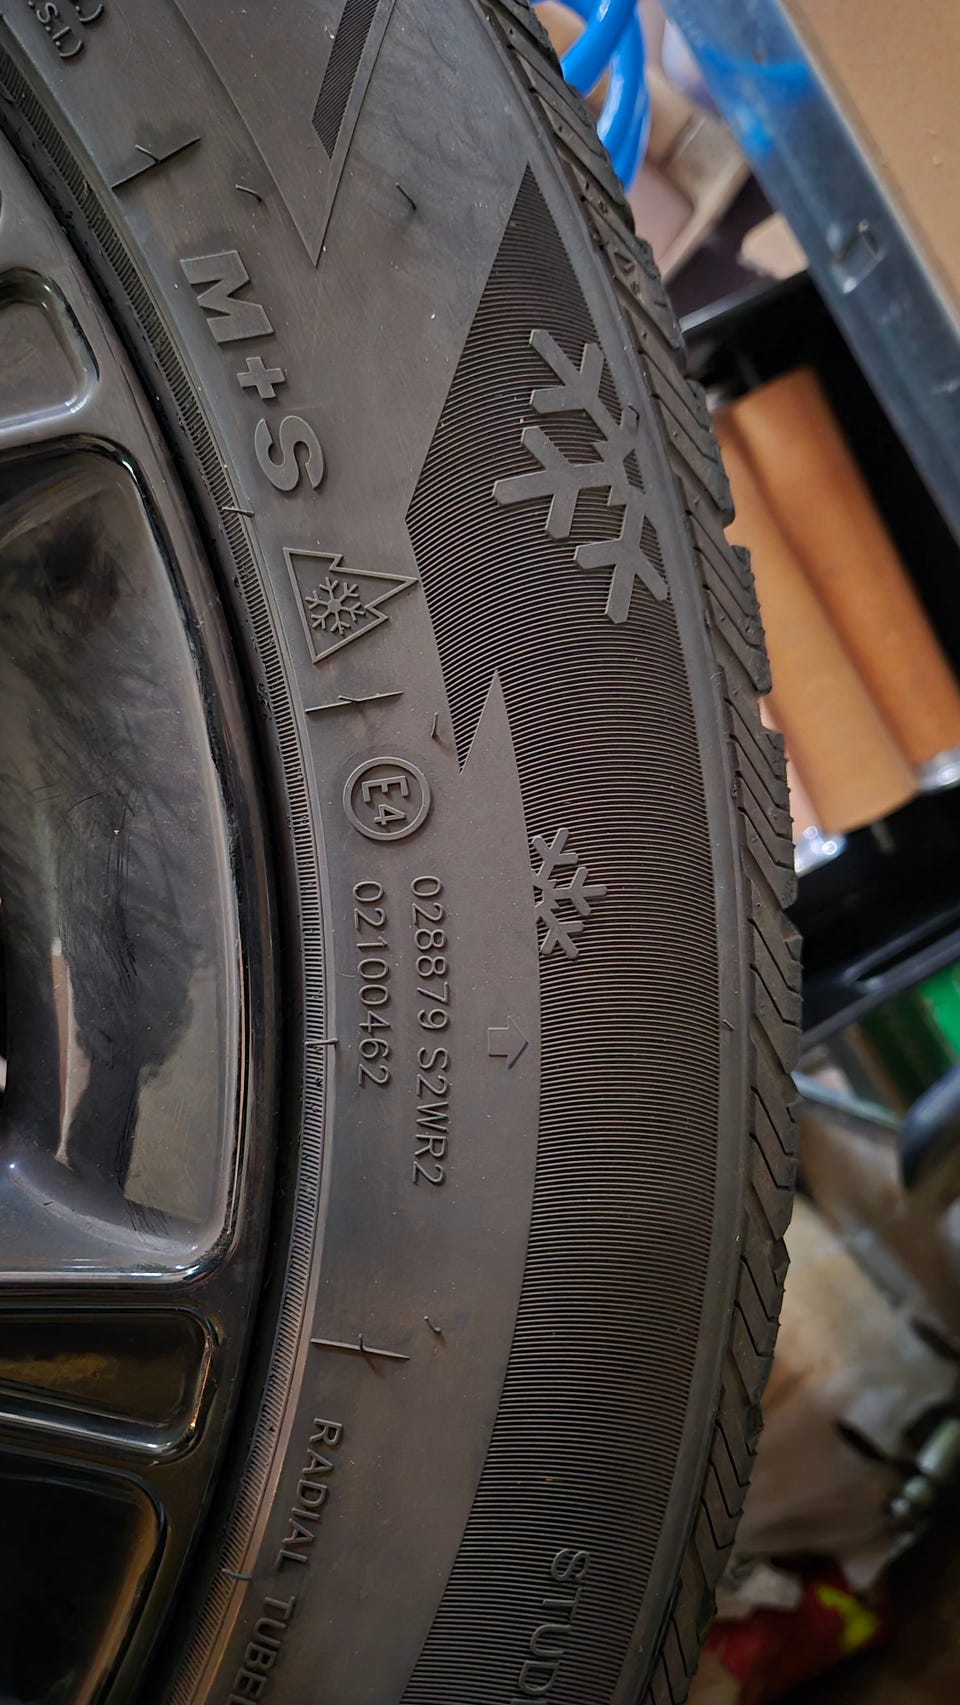 S.I.)
M+S
E4
028879 S2WR2
02100462
RADIAL TUBE
STUD